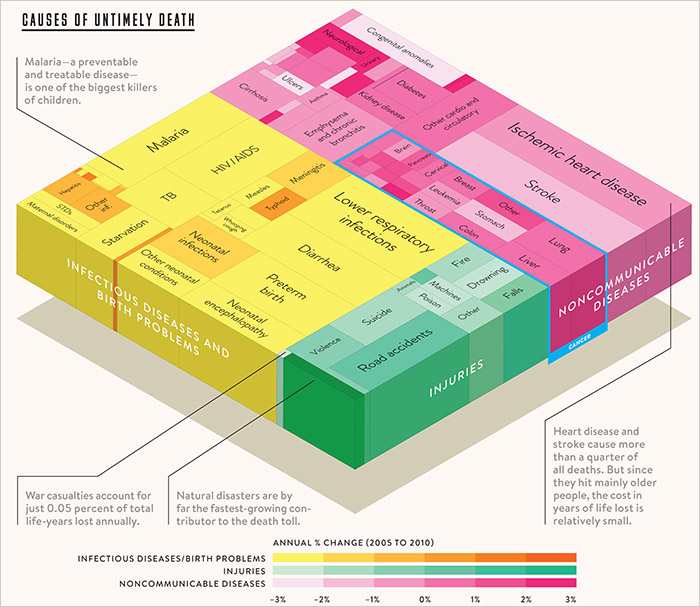 CAUSES OF UNTIMELY DEATH
Malaria—a preventable
and treatable disease—
is one of the biggest killers
of children.
Congenital anomalies
Neurological
Urinary
Ulcers
Cirrhosis
Asthma
Diabetes
Kidney disease
Other cardio and
circulatory
Emphysema
and chronic
bronchitis
Ischemic heart disease
Stroke
Brain
Pancreatic
Cervical
Breast
Leukemia
Other
Throat
Stomach
Colon
Lung
Liver
Malaria
HIV/AIDS
TB
Meningitis
Measles
Hepatitis
Other
inf.
STDs
Maternal disorders
Tetanus
Typhoid
Whooping
cough
Starvation
Lower respiratory
infections
Neonatal
infections
Other neonatal
conditions
Diarrhea
Preterm
birth
Neonatal
encephalopathy
Fire
Drowning
Animals
Machines
Poison
Falls
Other
Suicide
Violence
Road accidents
INFECTIOUS DISEASES AND
BIRTH PROBLEMS
INJURIES
NONCOMMUNICABLE
DISEASES
CANCER
War casualties account for
just 0.05 percent of total
life-years lost annually.
Natural disasters are by
far the fastest-growing con-
tributor to the death toll.
Heart disease and
stroke cause more
than a quarter of
all deaths. But since
they hit mainly older
people, the cost in
years of life lost is
relatively small.
ANNUAL % CHANGE (2005 TO 2010)
INFECTIOUS DISEASES/BIRTH PROBLEMS
INJURIES
NONCOMMUNICABLE DISEASES
–3% –2% –1% 0% 1% 2% 3%